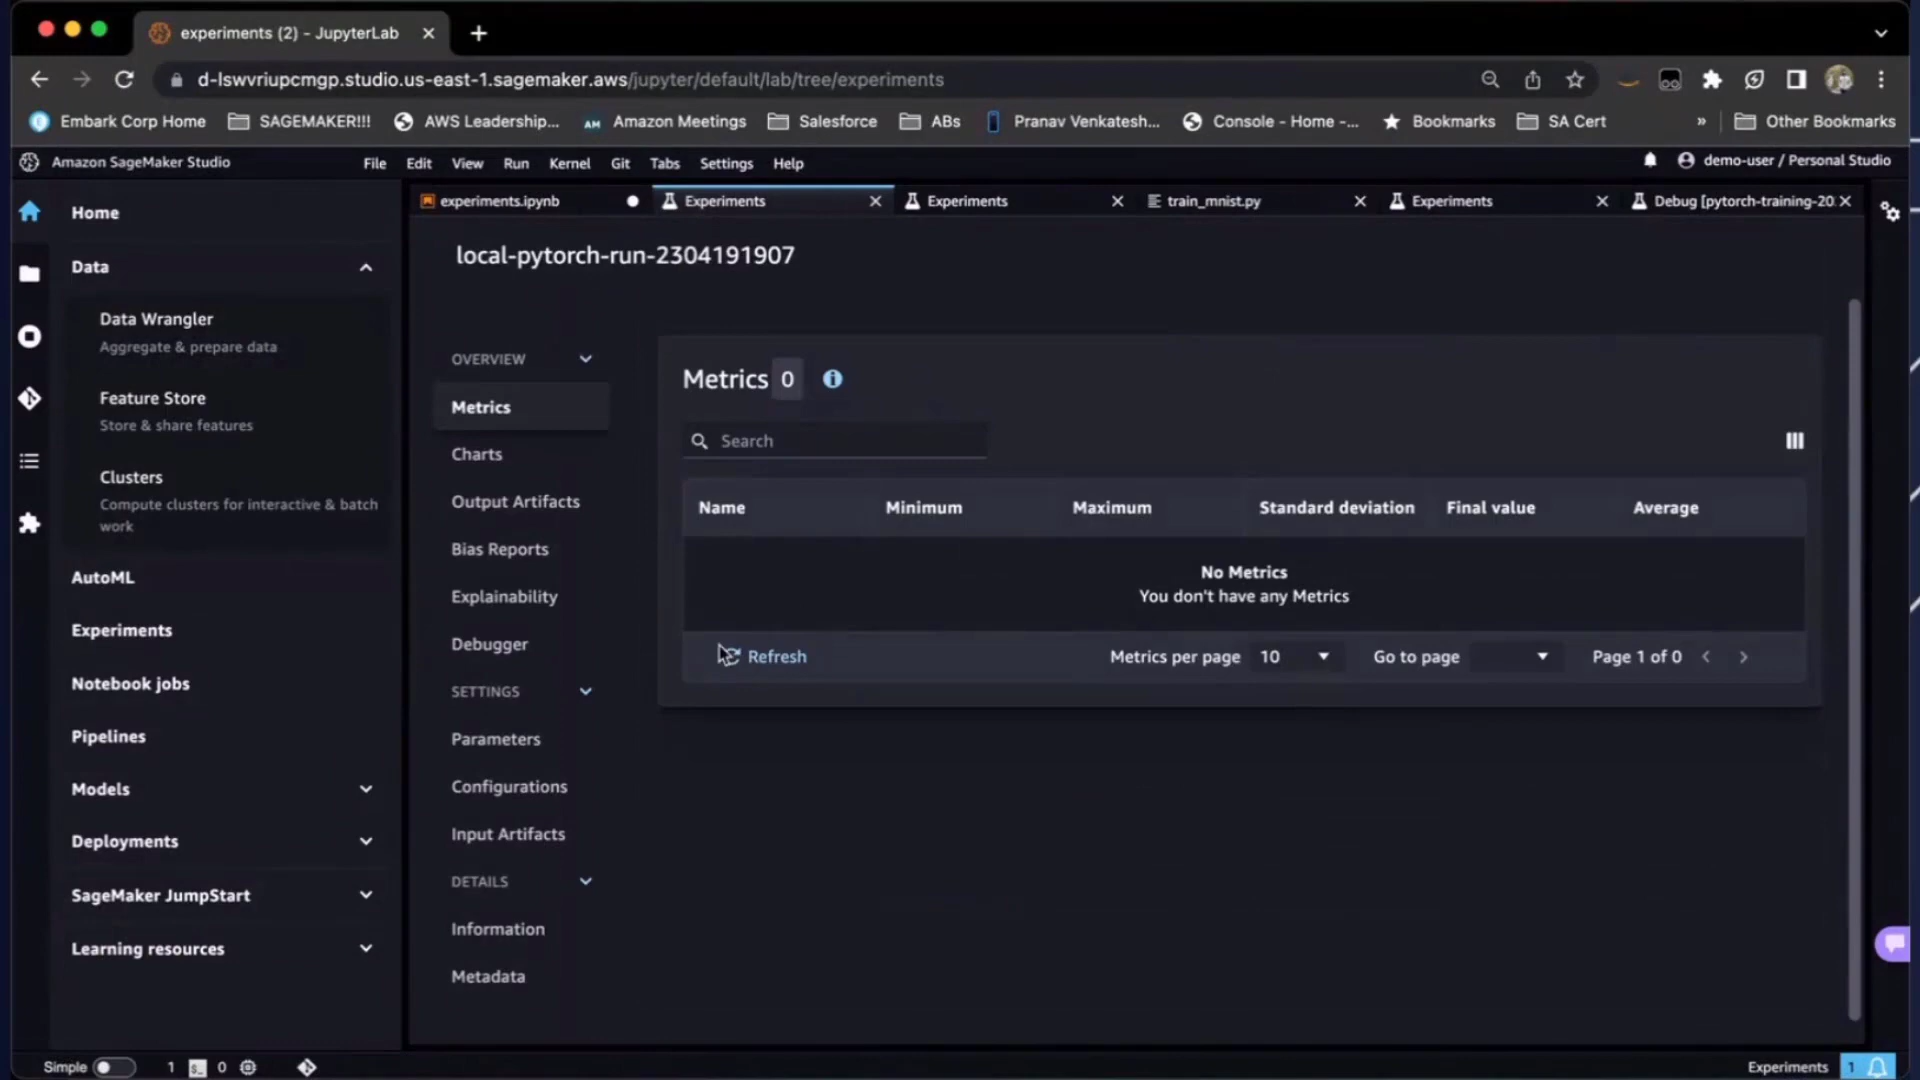 experiments (2) - JupyterLab
d-lswvriupcmgp.studio.us-east-1.sagemaker.aws/jupyter/default/lab/tree/experiments
Embark Corp Home SAGEMAKER!!! AWS Leadership... AM Amazon Meetings Salesforce ABs Pranav Venkatesh... Console - Home -... Bookmarks SA Cert » Other Bookmarks
Amazon SageMaker Studio File Edit View Run Kernel Git Tabs Settings Help demo-user / Personal Studio
experiments.ipynb Experiments Experiments train_mnist.py Experiments Debug [pytorch-training-20
Home
Data
Data Wrangler
Aggregate & prepare data
Feature Store
Store & share features
Clusters
Compute clusters for interactive & batch
work
AutoML
Experiments
Notebook jobs
Pipelines
Models
Deployments
SageMaker JumpStart
Learning resources
local-pytorch-run-2304191907
OVERVIEW
Metrics
Charts
Output Artifacts
Bias Reports
Explainability
Debugger
SETTINGS
Parameters
Configurations
Input Artifacts
DETAILS
Information
Metadata
Metrics 0
Search
Name Minimum Maximum Standard deviation Final value Average
No Metrics
You don't have any Metrics
Refresh Metrics per page 10 Go to page Page 1 of 0
Simple 1 0 Experiments 1